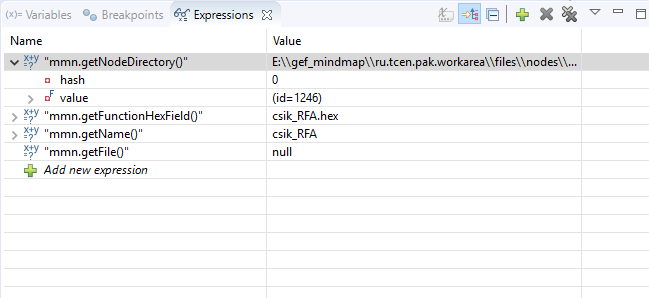 (x)= Variables Breakpoints Expressions
Name Value
"mmn.getNodeDirectory()" E:\\gef_mindmap\\ru.tcen.pak.workarea\\files\\nodes\\...
hash 0
value (id=1246)
"mmn.getFunctionHexField()" csik_RFA.hex
"mmn.getName()" csik_RFA
"mmn.getFile()" null
Add new expression